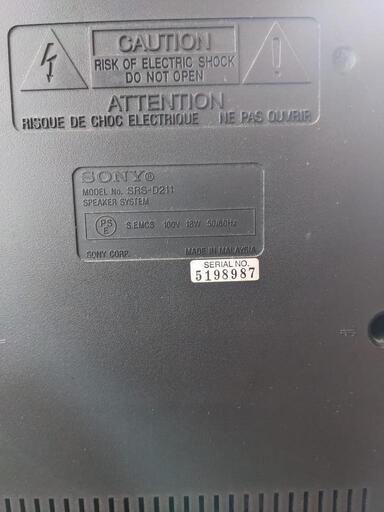 CAUTION
RISK OF ELECTRIC SHOCK
DO NOT OPEN
ATTENTION
RISQUE DE CHOC ELECTRIQUE NE PAS OUVRIR
SONY®
MODEL No. SRS-D211
SPEAKER SYSTEM
PS
E
S.EMCS 100V 18W 50/60Hz
SONY CORP. MADE IN MALAYSIA
SERIAL NO.
5198987